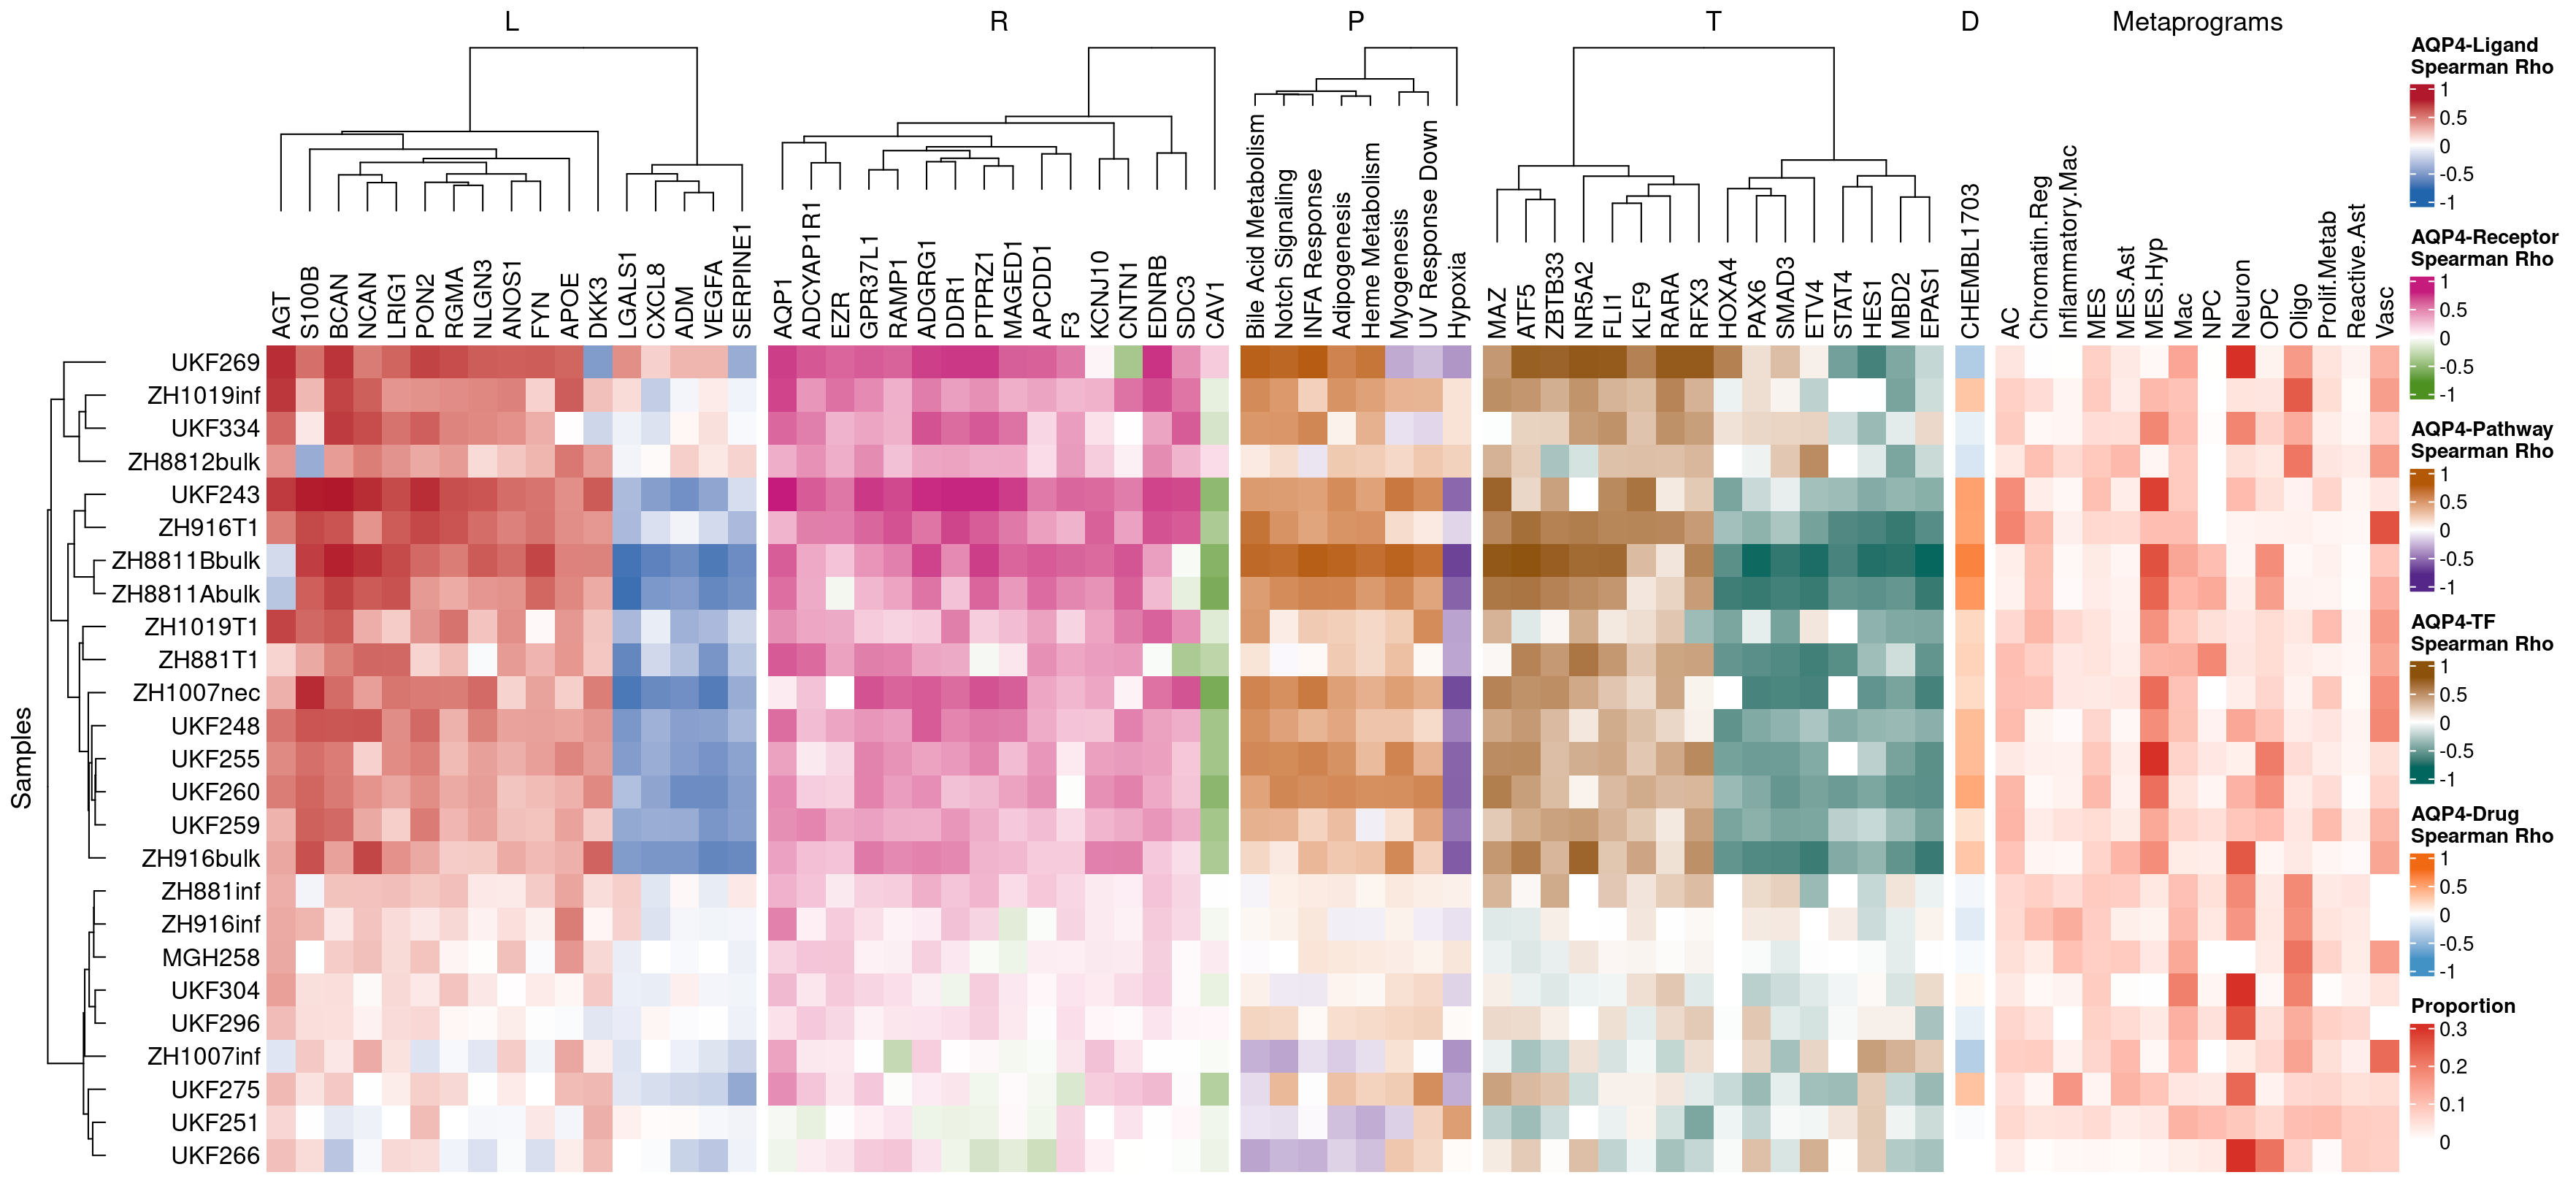 L R P T D Metaprograms
AGT
S100B
BCAN
NCAN
LRIG1
PON2
RGMA
NLGN3
ANOS1
FYN
APOE
DKK3
LGALS1
CXCL8
ADM
VEGFA
SERPINE1
AQP1
ADCYAP1R1
EZR
GPR37L1
RAMP1
ADGRG1
DDR1
PTPRZ1
MAGED1
APCDD1
F3
KCNJ10
CNTN1
EDNRB
SDC3
CAV1
Bile Acid Metabolism
Notch Signaling
INFA Response
Adipogenesis
Heme Metabolism
Myogenesis
UV Response Down
Hypoxia
MAZ
ATF5
ZBTB33
NR5A2
FLI1
KLF9
RARA
RFX3
HOXA4
PAX6
SMAD3
ETV4
STAT4
HES1
MBD2
EPAS1
CHEMBL1703
AC
Chromatin.Reg
Inflammatory.Mac
MES
MES.Ast
MES.Hyp
Mac
NPC
Neuron
OPC
Oligo
Prolif.Metab
Reactive.Ast
Vasc
Samples
UKF269
ZH1019inf
UKF334
ZH8812bulk
UKF243
ZH916T1
ZH8811Bbulk
ZH8811Abulk
ZH1019T1
ZH881T1
ZH1007nec
UKF248
UKF255
UKF260
UKF259
ZH916bulk
ZH881inf
ZH916inf
MGH258
UKF304
UKF296
ZH1007inf
UKF275
UKF251
UKF266
AQP4-Ligand
Spearman Rho
1
0.5
0
-0.5
-1
AQP4-Receptor
Spearman Rho
1
0.5
0
-0.5
-1
AQP4-Pathway
Spearman Rho
1
0.5
0
-0.5
-1
AQP4-TF
Spearman Rho
1
0.5
0
-0.5
-1
AQP4-Drug
Spearman Rho
1
0.5
0
-0.5
-1
Proportion
0.3
0.2
0.1
0